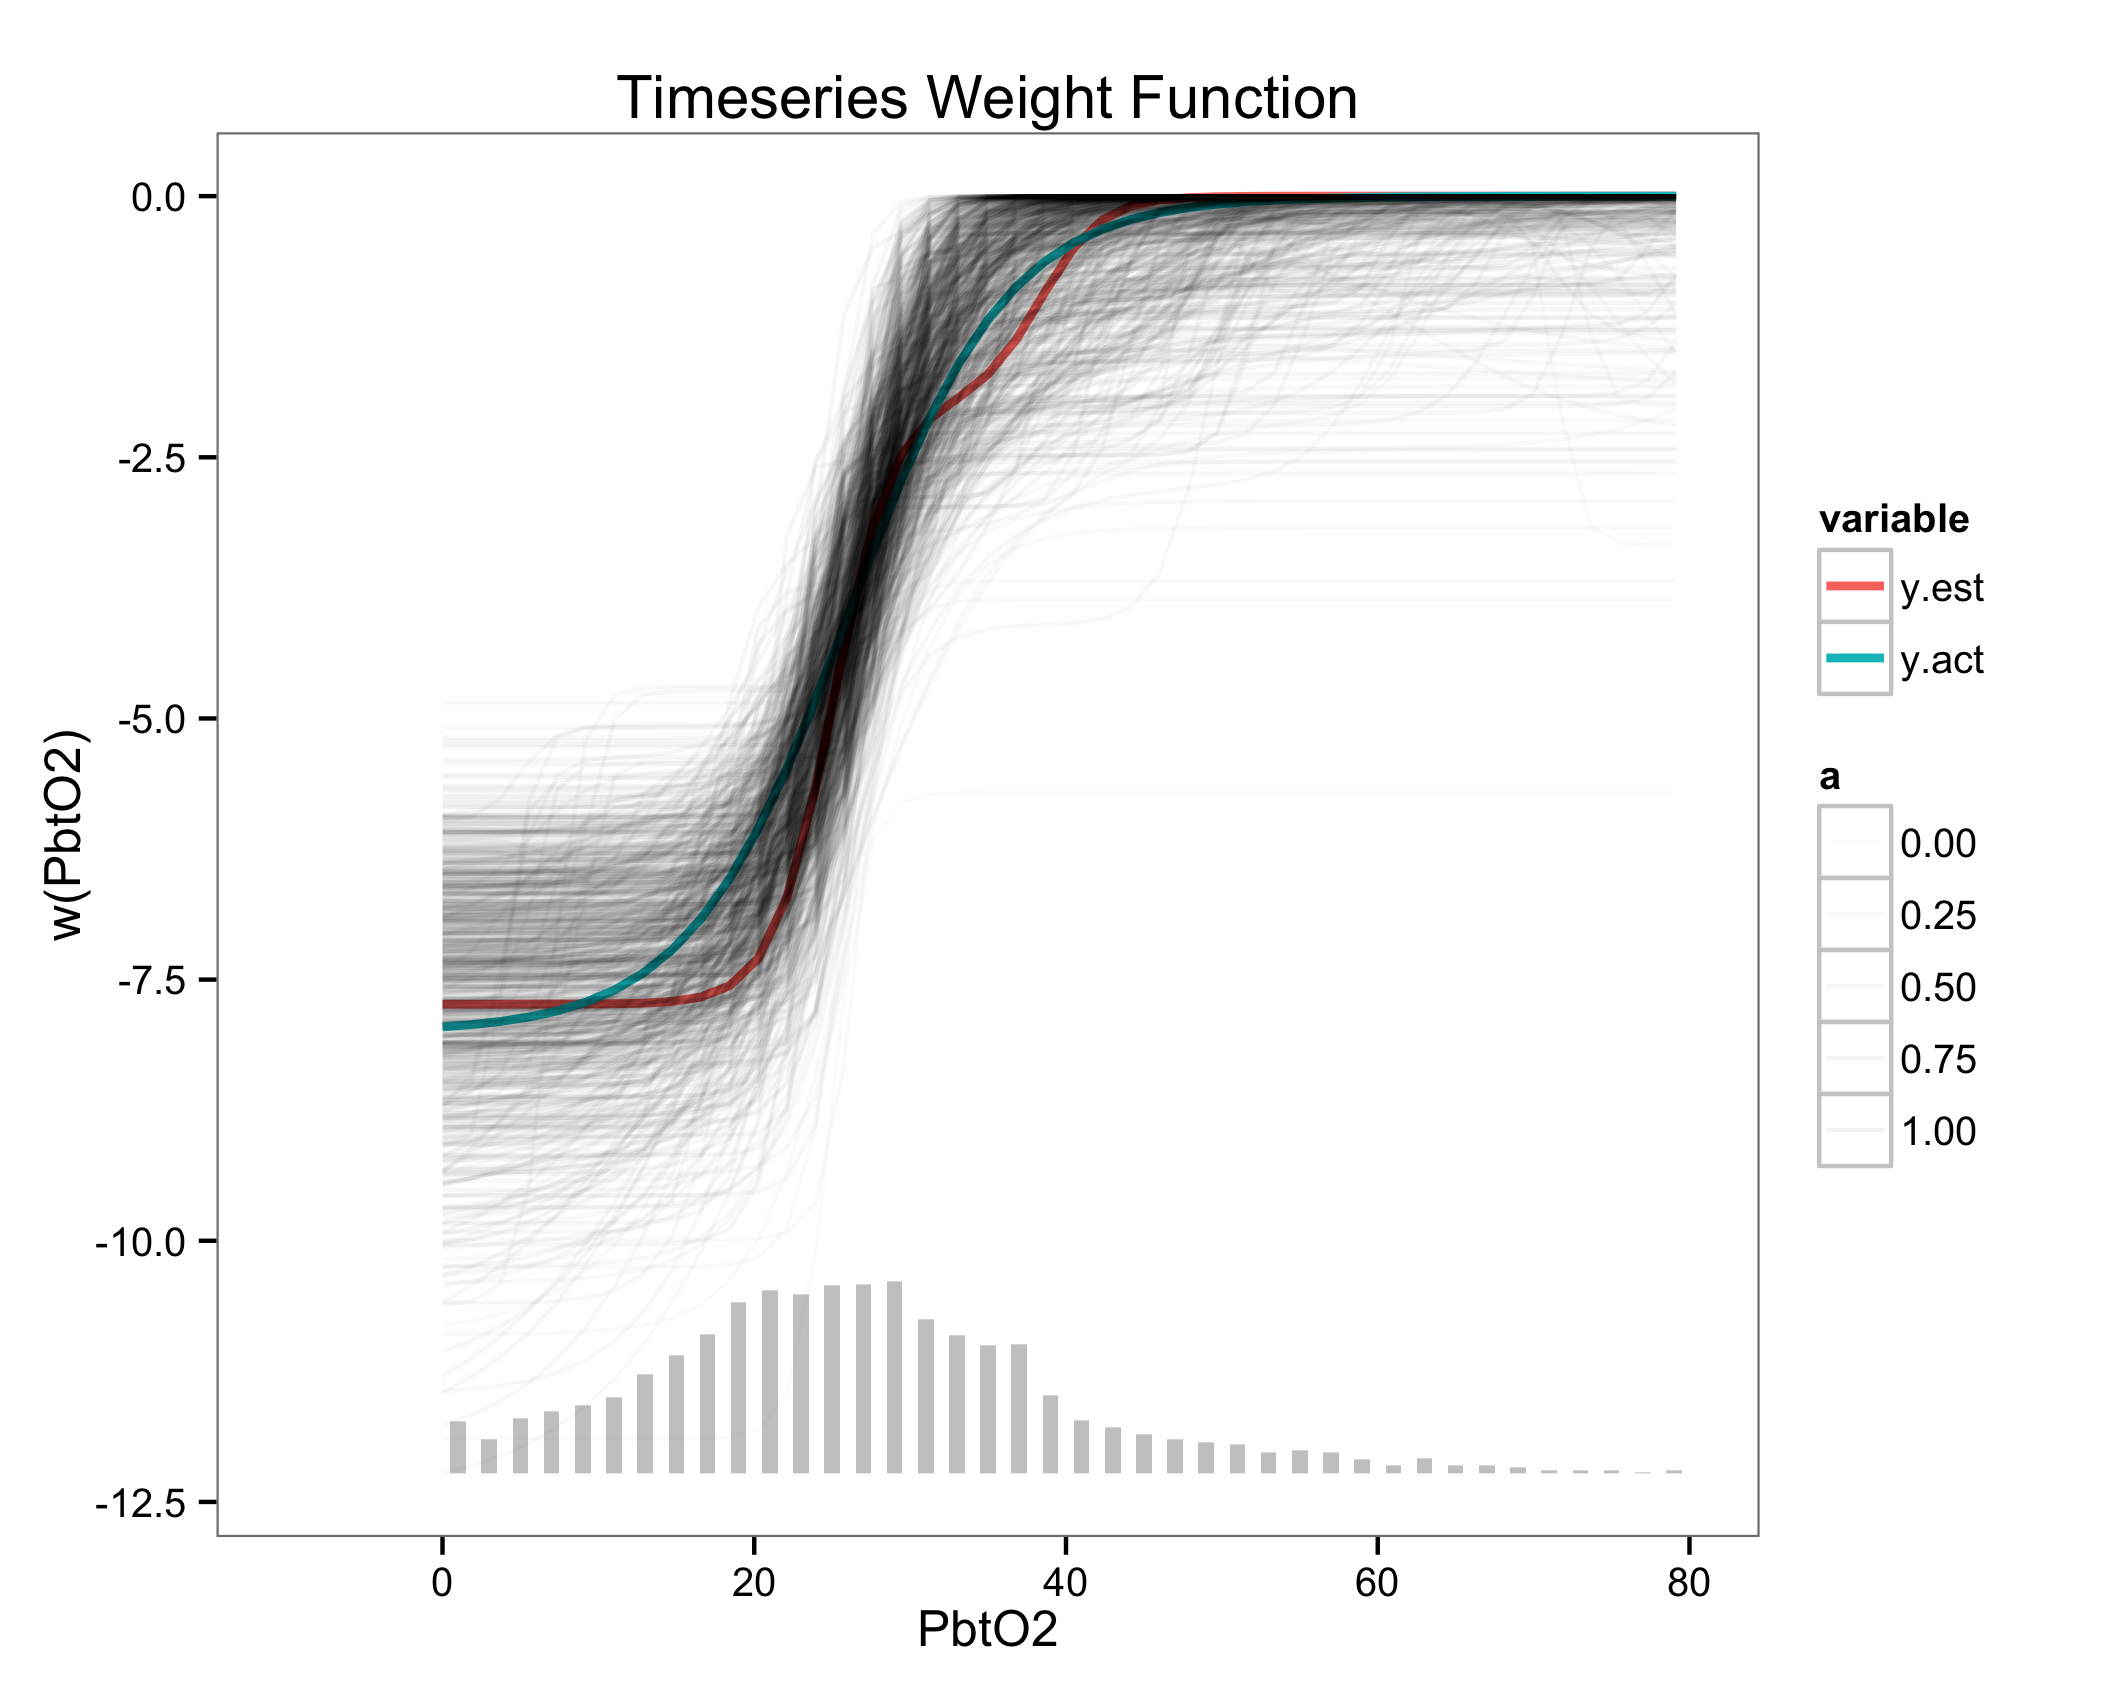 Timeseries Weight Function
w(PbtO2)
0.0
-2.5
-5.0
-7.5
-10.0
-12.5
0 20 40 60 80
PbtO2
variable
y.est
y.act
a
0.00
0.25
0.50
0.75
1.00